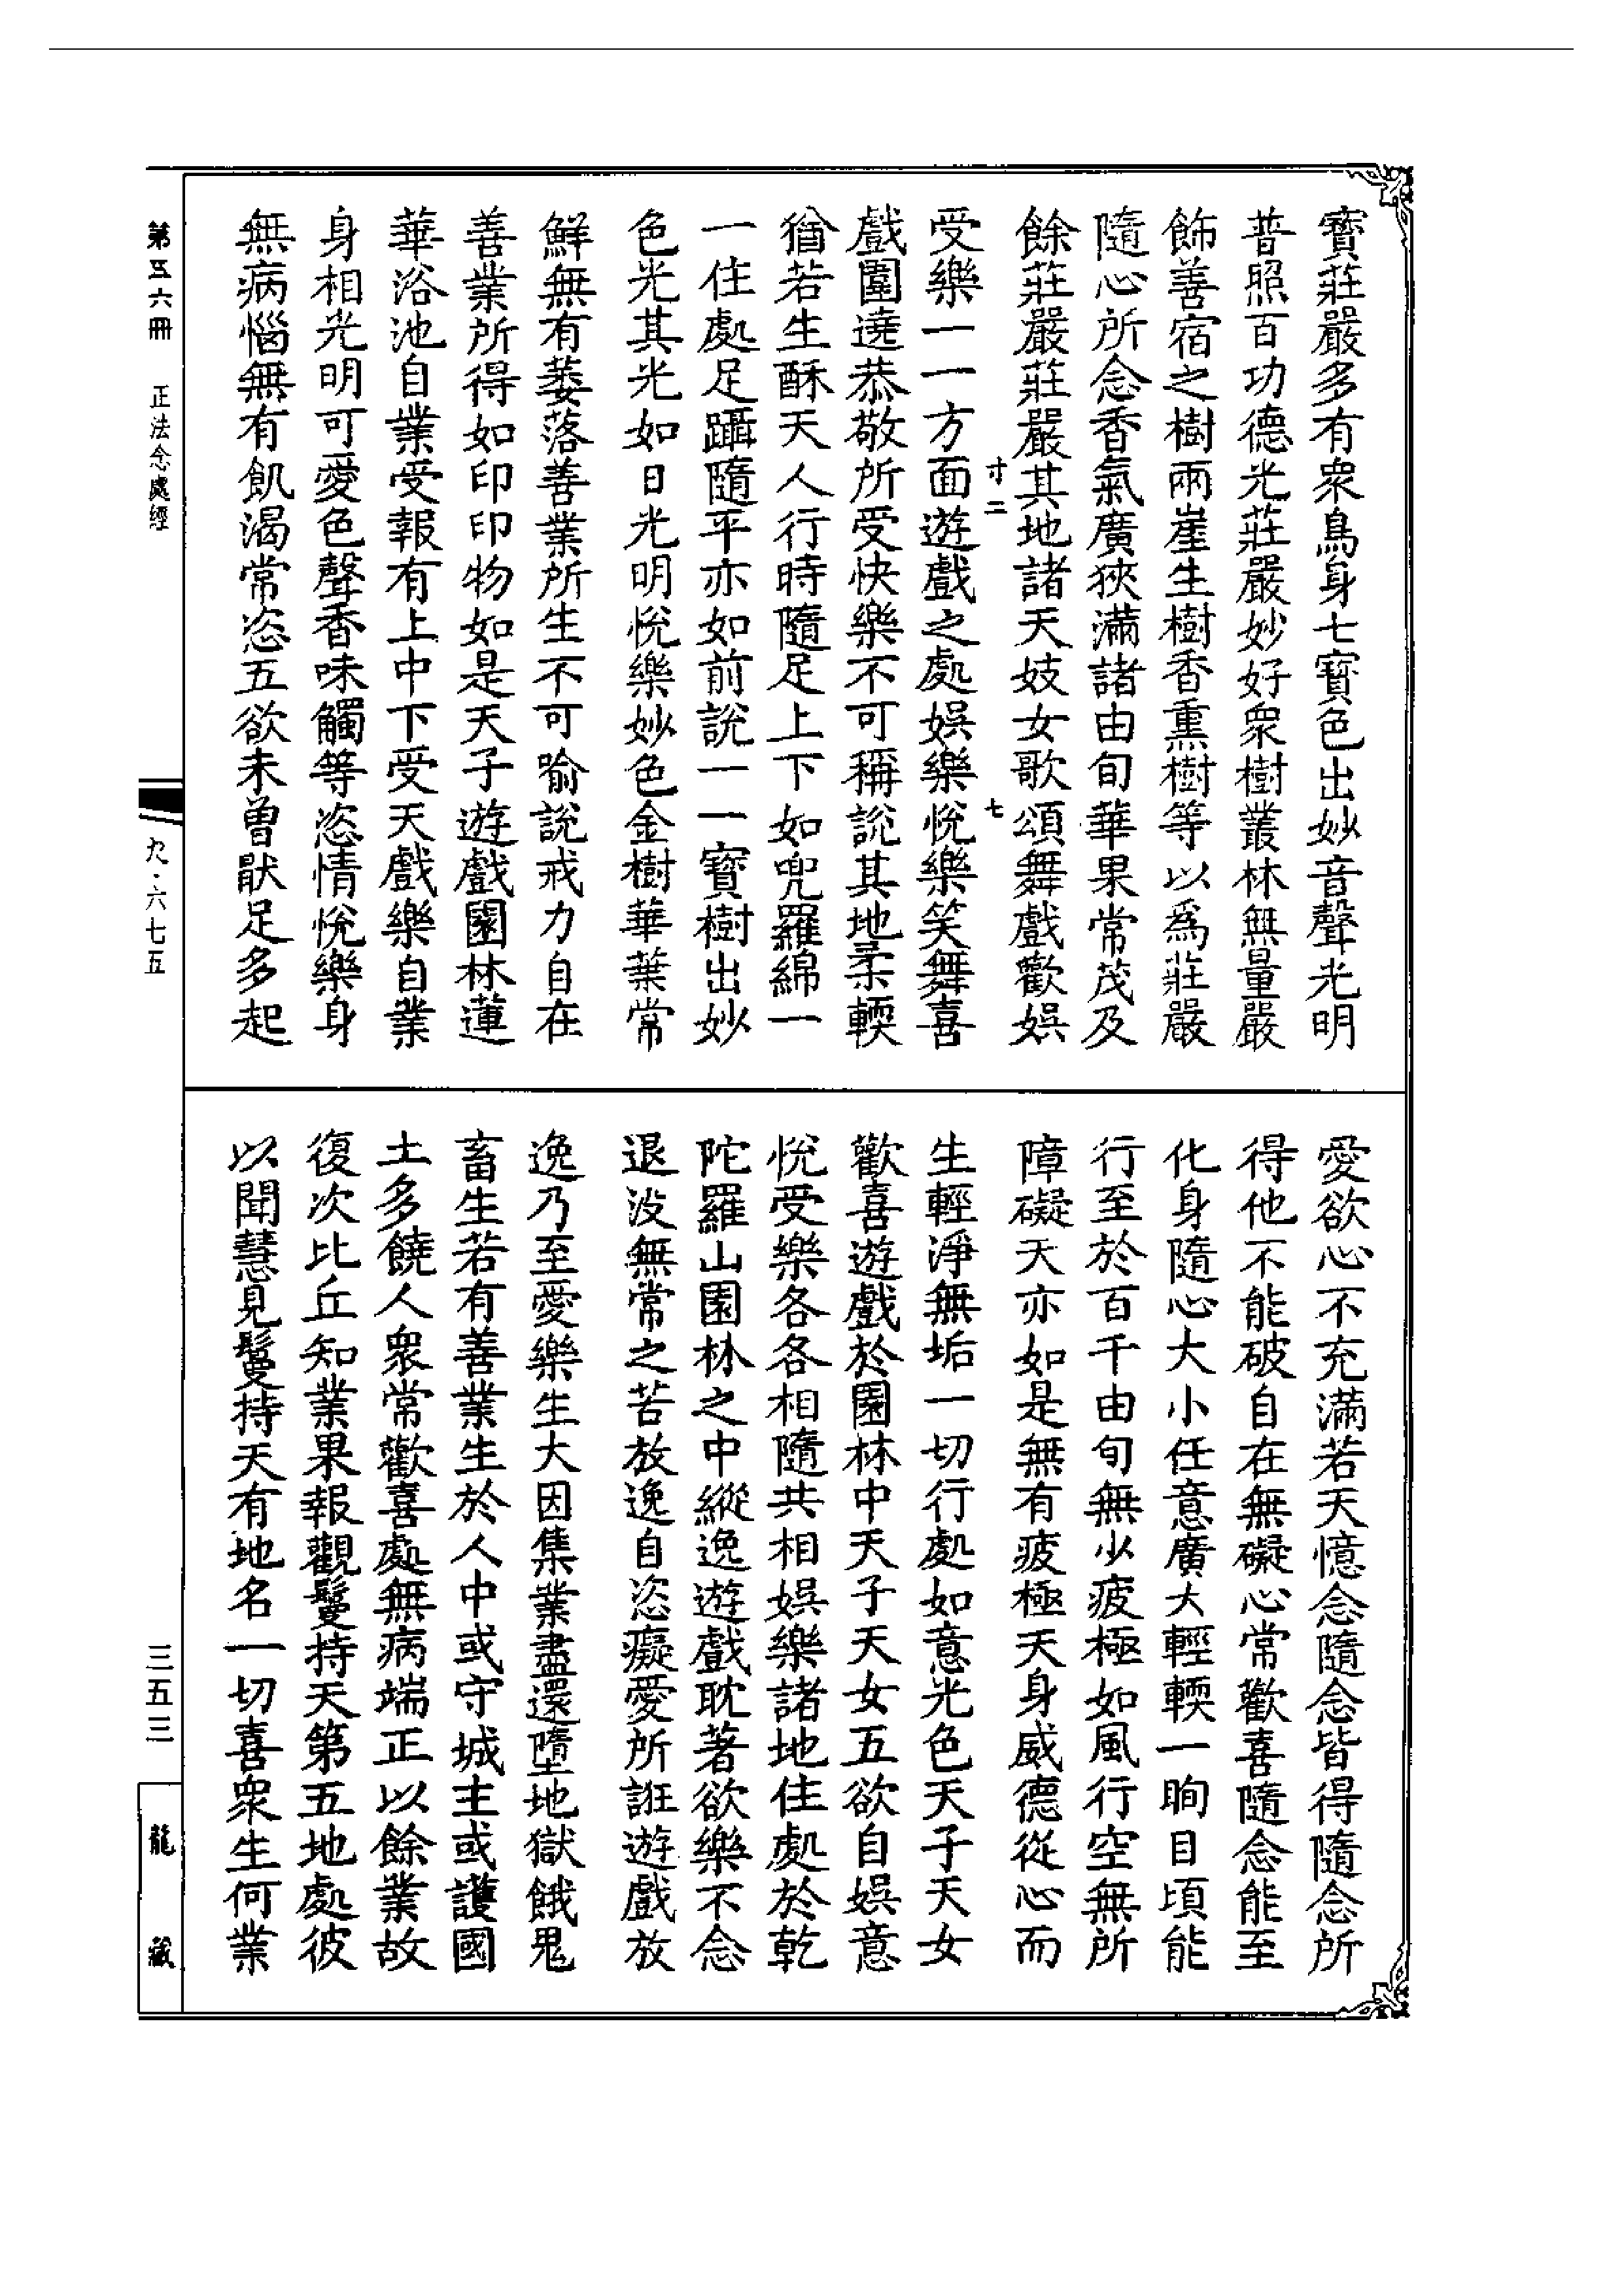 寶莊嚴多有眾鳥身七寶色出妙音聲光明
普照百功德光莊嚴妙好眾樹叢林無量嚴
飾善宿之樹兩崖生樹香熏樹等以為莊嚴
隨心所念香氣廣狹滿諸由旬華果常茂及
餘莊嚴莊嚴其地諸天妓女歌頌舞戲歡娛
寸二
七
受樂一一方面遊戲之處娛樂悅樂笑舞喜
戲圍遶恭敬所受快樂不可稱說其地柔輭
猶若生酥天人行時隨足上下如兜羅綿一
一住處足躡隨平亦如前說一一寶樹出妙
色光其光如日光明悅樂妙色金樹華葉常
鮮無有萎落善業所生不可喻說戒力自在
善業所得如印印物如是天子遊戲園林蓮
華浴池自業受報有上中下受天戲樂自業
身相光明可愛色聲香味觸等恣情悅樂身
無病惱無有飢渴常恣五欲未曾猒足多起
愛欲心不充滿若天憶念隨念皆得隨念所
得他不能破自在無礙心常歡喜隨念能至
化身隨心大小任意廣大輕輭一眴目頃能
行至於百千由旬無少疲極如風行空無所
障礙天亦如是無有疲極天身威德從心而
生輕淨無垢一切行處如意光色天子天女
歡喜遊戲於園林中天子天女五欲自娛意
悅受樂各各相隨共相娛樂諸地住處於乾
陀羅山園林之中縱逸遊戲耽著欲樂不念
退沒無常之苦放逸自恣癡愛所誑遊戲放
逸乃至愛樂生大因集業盡還墮地獄餓鬼
畜生若有善業生於人中或守城主或護國
土多饒人眾常歡喜處無病端正以餘業故
復次比丘知業果報觀鬘持天第五地處彼
以聞慧見鬘持天有地名一切喜眾生何業
第五六冊
正法念處經
九·六七五
三五三
龍藏